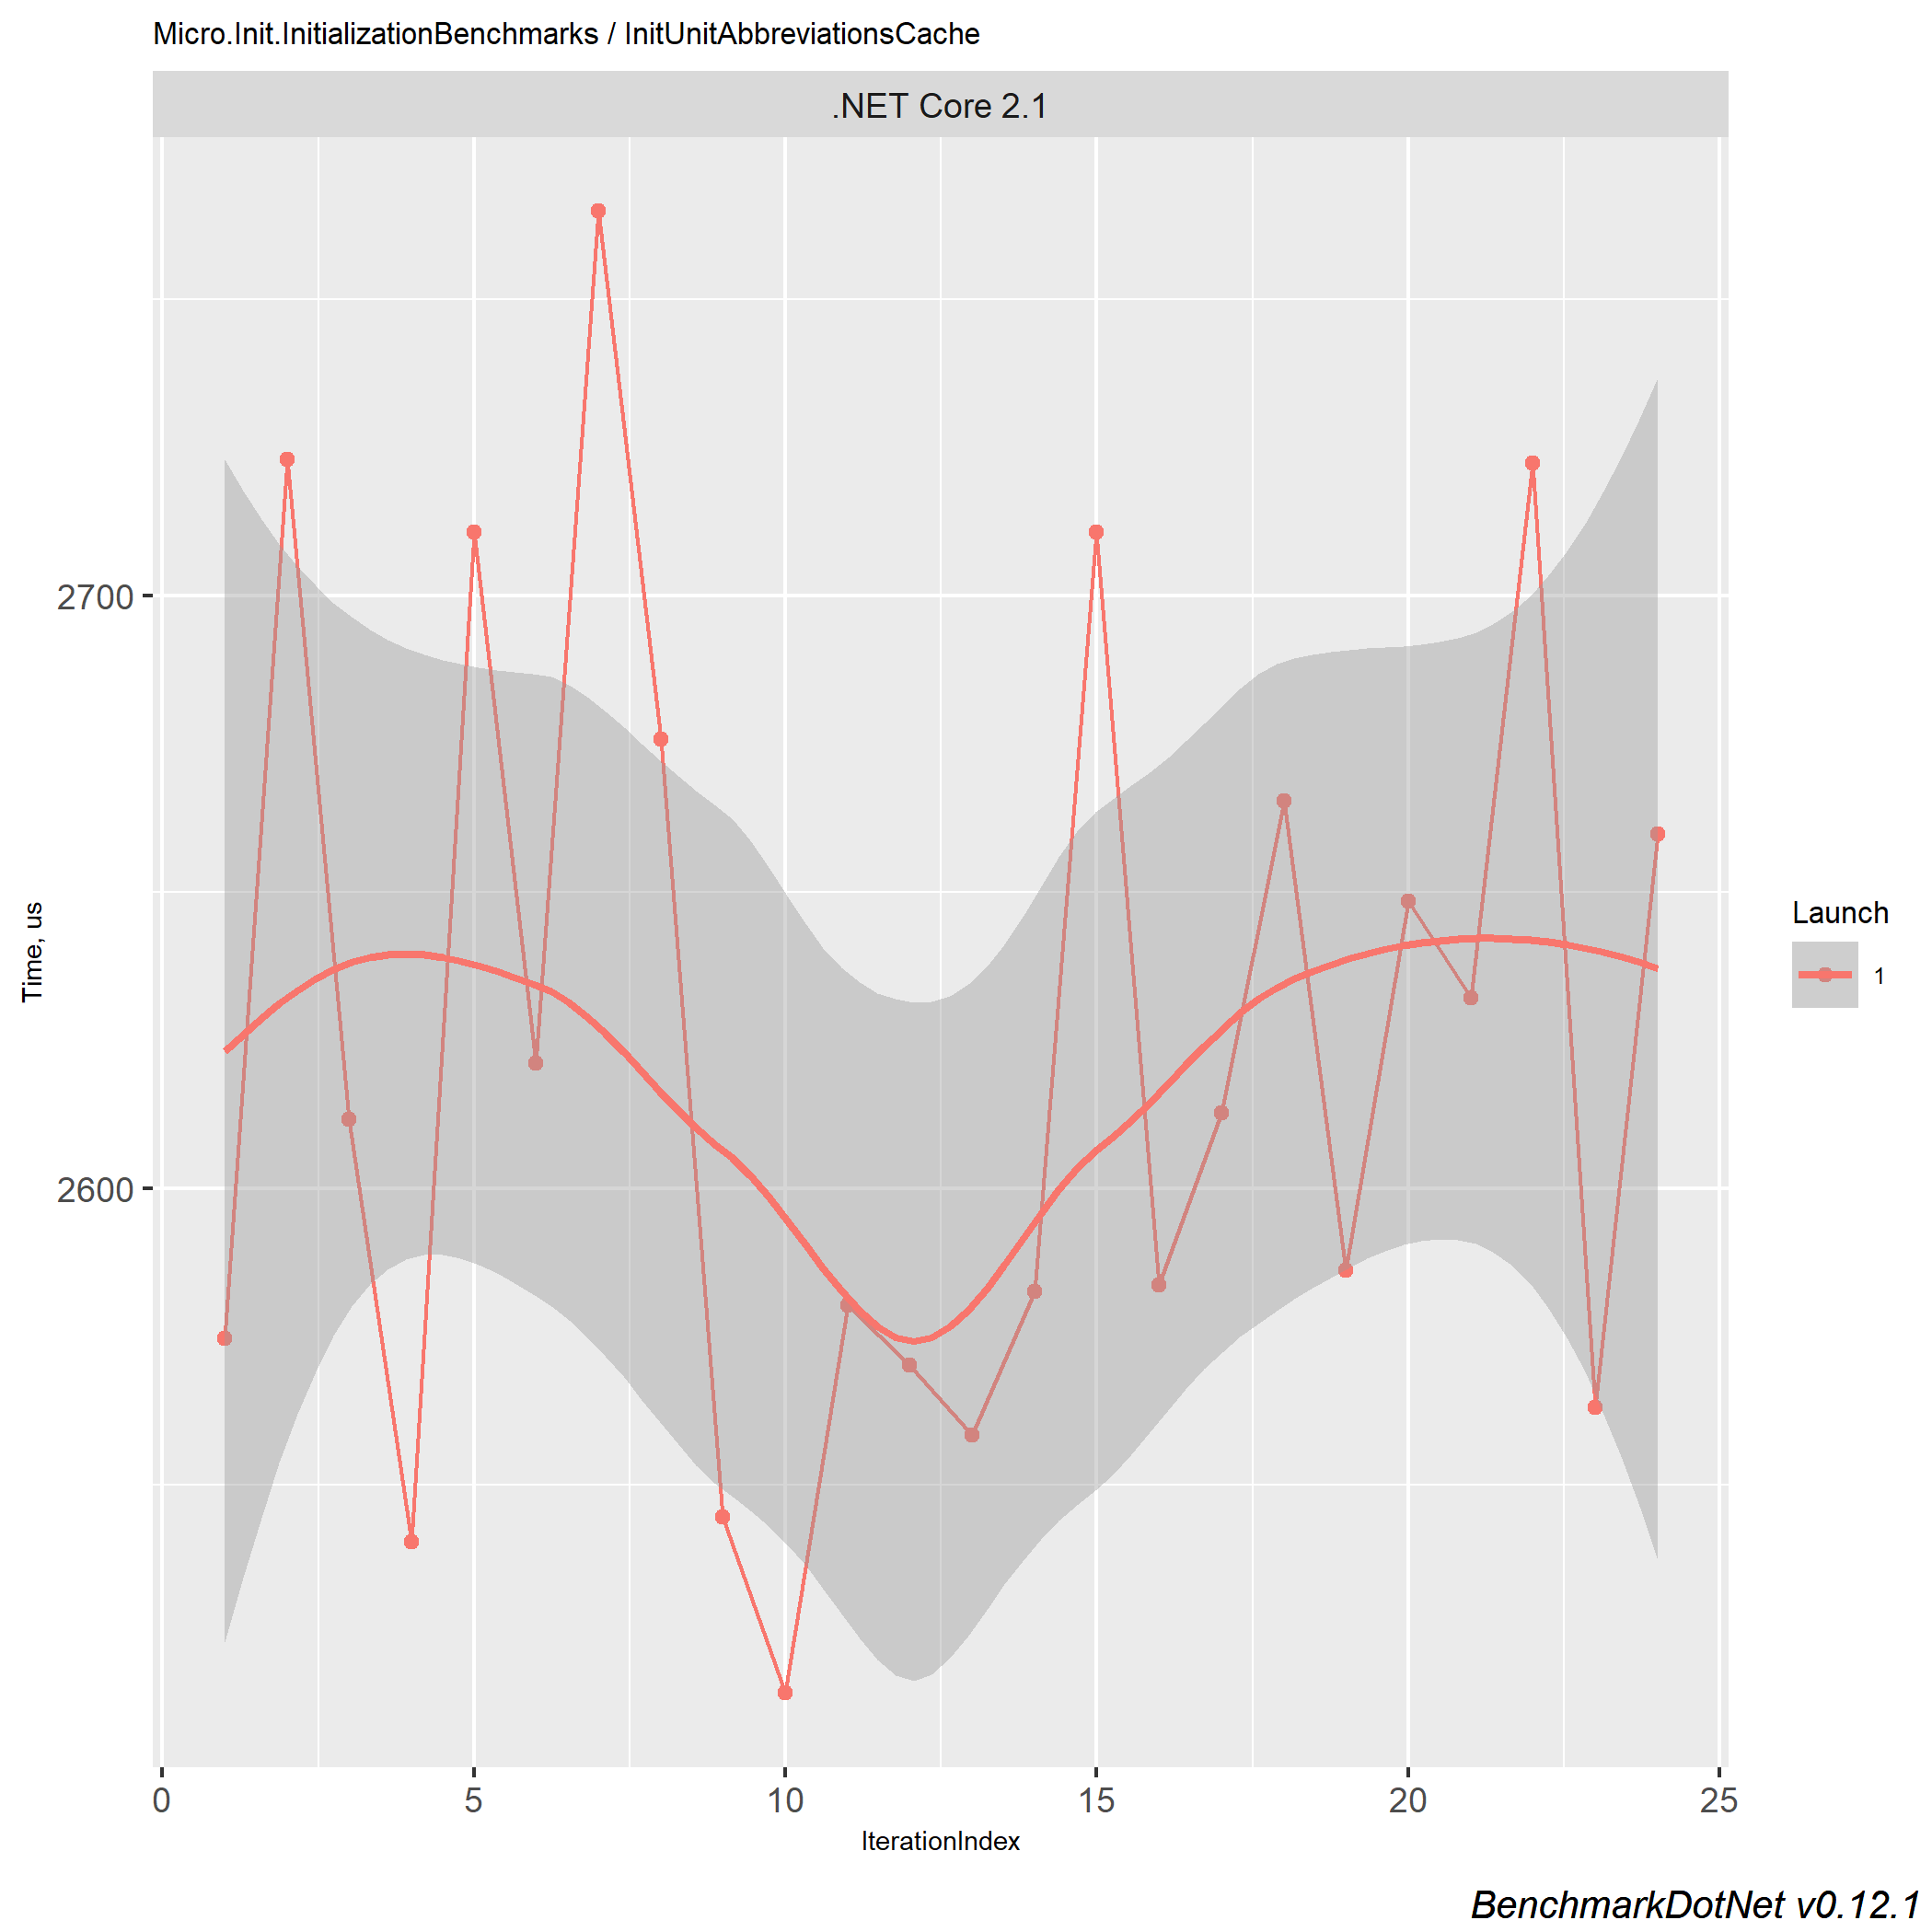 Micro.Init.InitializationBenchmarks / InitUnitAbbreviationsCache
.NET Core 2.1
2700
2600
Time, us
0 5 10 15 20 25
IterationIndex
Launch
1
BenchmarkDotNet v0.12.1